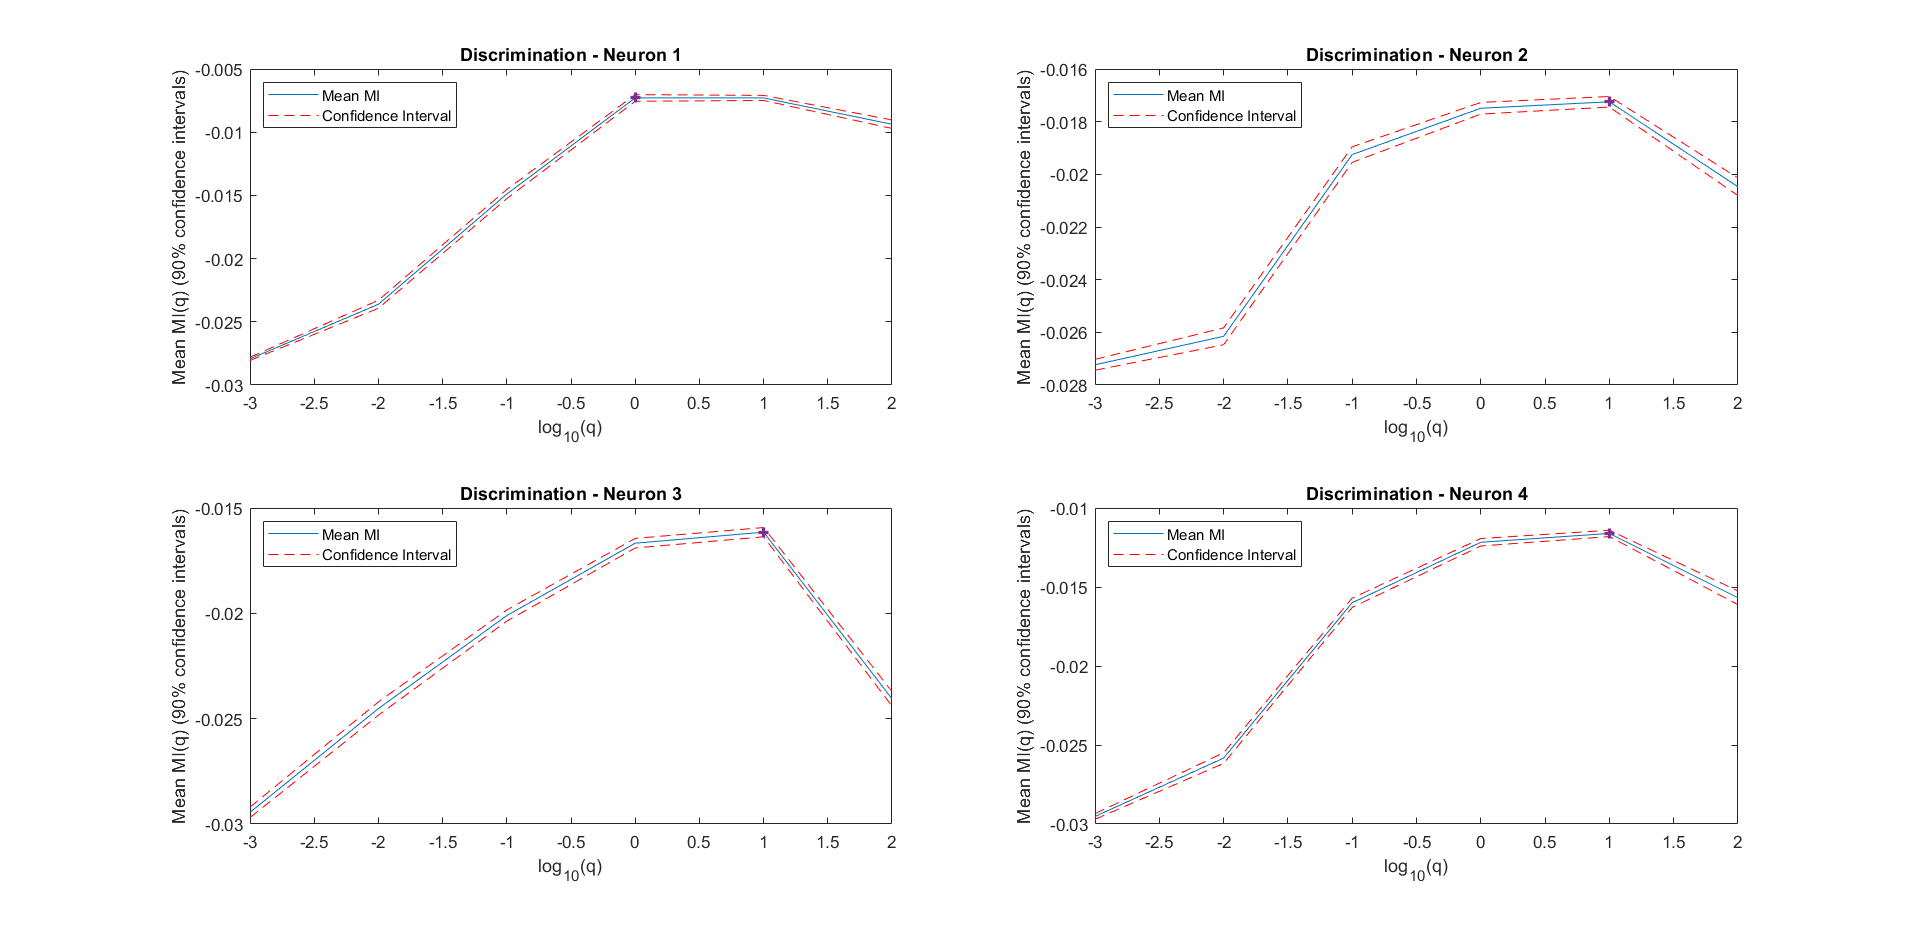 Discrimination - Neuron 1
Mean MI(q) (90% confidence intervals)
-0.005
-0.01
-0.015
-0.02
-0.025
-0.03
Mean MI
Confidence Interval
-3 -2.5 -2 -1.5 -1 -0.5 0 0.5 1 1.5 2
log10(q)
Discrimination - Neuron 2
Mean MI(q) (90% confidence intervals)
-0.016
-0.018
-0.02
-0.022
-0.024
-0.026
-0.028
Mean MI
Confidence Interval
-3 -2.5 -2 -1.5 -1 -0.5 0 0.5 1 1.5 2
log10(q)
Discrimination - Neuron 3
Mean MI(q) (90% confidence intervals)
-0.015
-0.02
-0.025
-0.03
Mean MI
Confidence Interval
-3 -2.5 -2 -1.5 -1 -0.5 0 0.5 1 1.5 2
log10(q)
Discrimination - Neuron 4
Mean MI(q) (90% confidence intervals)
-0.01
-0.015
-0.02
-0.025
-0.03
Mean MI
Confidence Interval
-3 -2.5 -2 -1.5 -1 -0.5 0 0.5 1 1.5 2
log10(q)